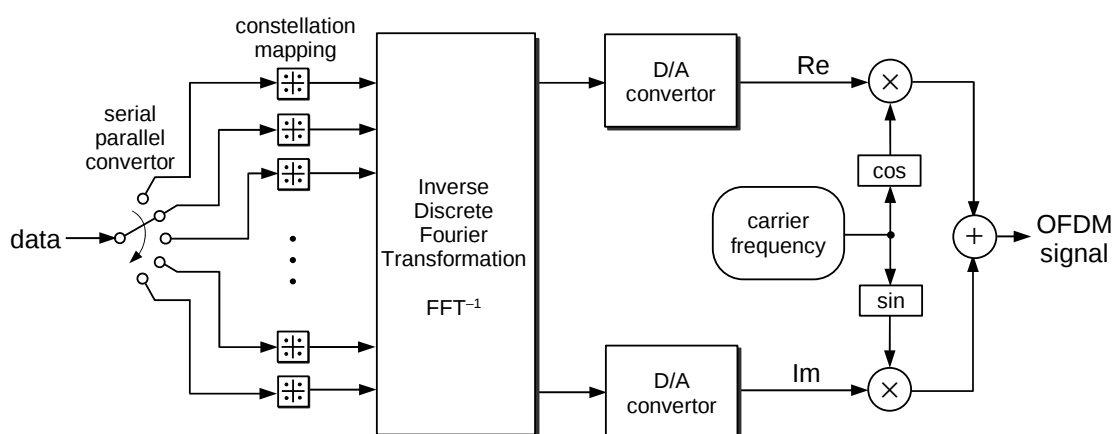 constellation
mapping
serial
parallel
convertor
data
Inverse
Discrete
Fourier
Transformation
FFT⁻¹
D/A
convertor
Re
×
cos
carrier
frequency
+
OFDM
signal
sin
D/A
convertor
Im
×